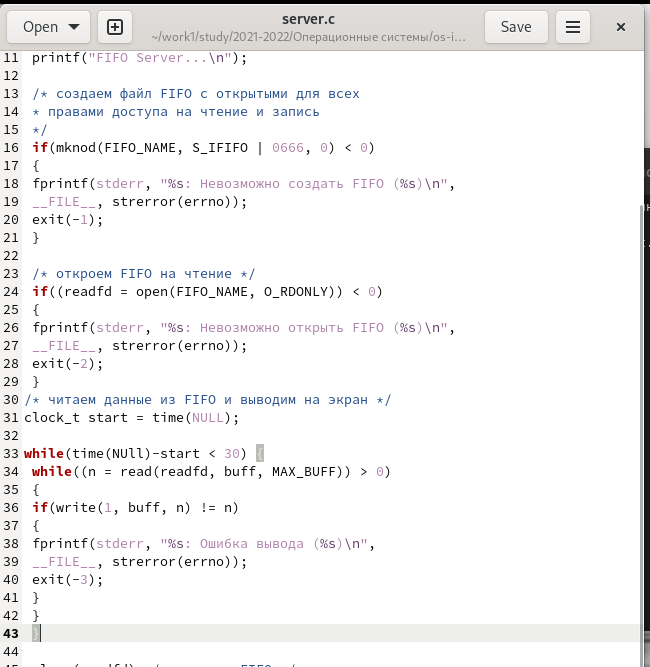 Open
server.c
~/work1/study/2021-2022/Операционные системы/os-i...
Save
11 printf("FIFO Server...\n");
12
13 /* создаем файл FIFO с открытыми для всех
14 * правами доступа на чтение и запись
15 */
16 if(mknod(FIFO_NAME, S_IFIFO | 0666, 0) < 0)
17 {
18 fprintf(stderr, "%s: Невозможно создать FIFO (%s)\n",
19 __FILE__, strerror(errno));
20 exit(-1);
21 }
22
23 /* откроем FIFO на чтение */
24 if((readfd = open(FIFO_NAME, O_RDONLY)) < 0)
25 {
26 fprintf(stderr, "%s: Невозможно открыть FIFO (%s)\n",
27 __FILE__, strerror(errno));
28 exit(-2);
29 }
30 /* читаем данные из FIFO и выводим на экран */
31 clock_t start = time(NULL);
32
33 while(time(NUll)-start < 30) {
34 while((n = read(readfd, buff, MAX_BUFF)) > 0)
35 {
36 if(write(1, buff, n) != n)
37 {
38 fprintf(stderr, "%s: Ошибка вывода (%s)\n",
39 __FILE__, strerror(errno));
40 exit(-3);
41 }
42 }
43 }
44